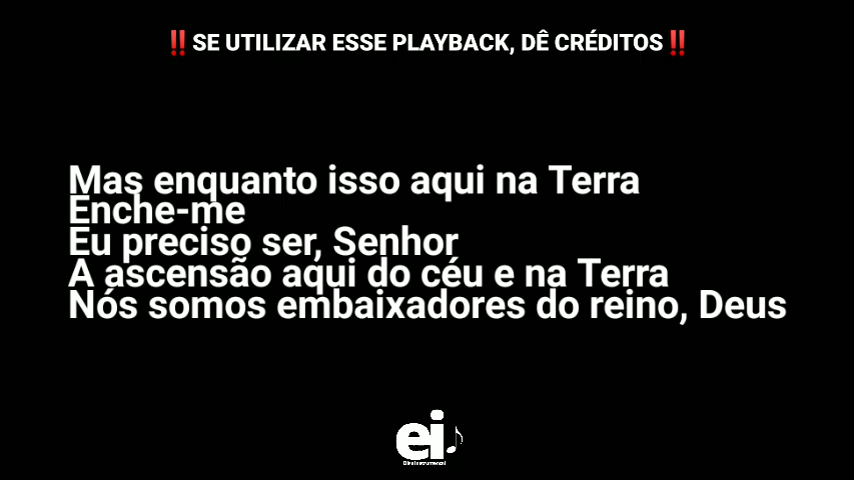 ‼️SE UTILIZAR ESSE PLAYBACK, DÊ CRÉDITOS‼️
Mas enquanto isso aqui na Terra
Enche-me
Eu preciso ser, Senhor
A ascensão aqui do céu e na Terra
Nós somos embaixadores do reino, Deus
ei